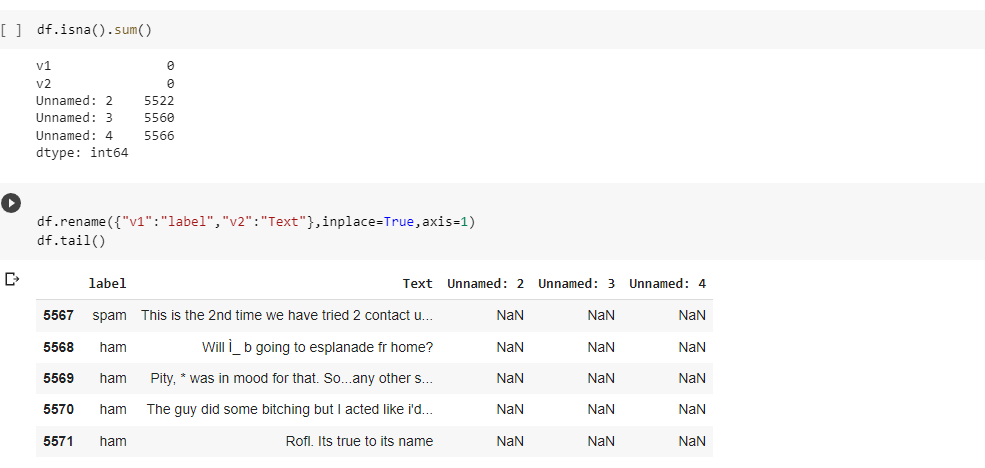 [ ] df.isna().sum()
v1 0
v2 0
Unnamed: 2 5522
Unnamed: 3 5560
Unnamed: 4 5566
dtype: int64
df.rename({"v1":"label","v2":"Text"},inplace=True,axis=1)
df.tail()
label Text Unnamed: 2 Unnamed: 3 Unnamed: 4
5567 spam This is the 2nd time we have tried 2 contact u... NaN NaN NaN
5568 ham Will Ì_ b going to esplanade fr home? NaN NaN NaN
5569 ham Pity, * was in mood for that. So...any other s... NaN NaN NaN
5570 ham The guy did some bitching but I acted like i'd... NaN NaN NaN
5571 ham Rofl. Its true to its name NaN NaN NaN